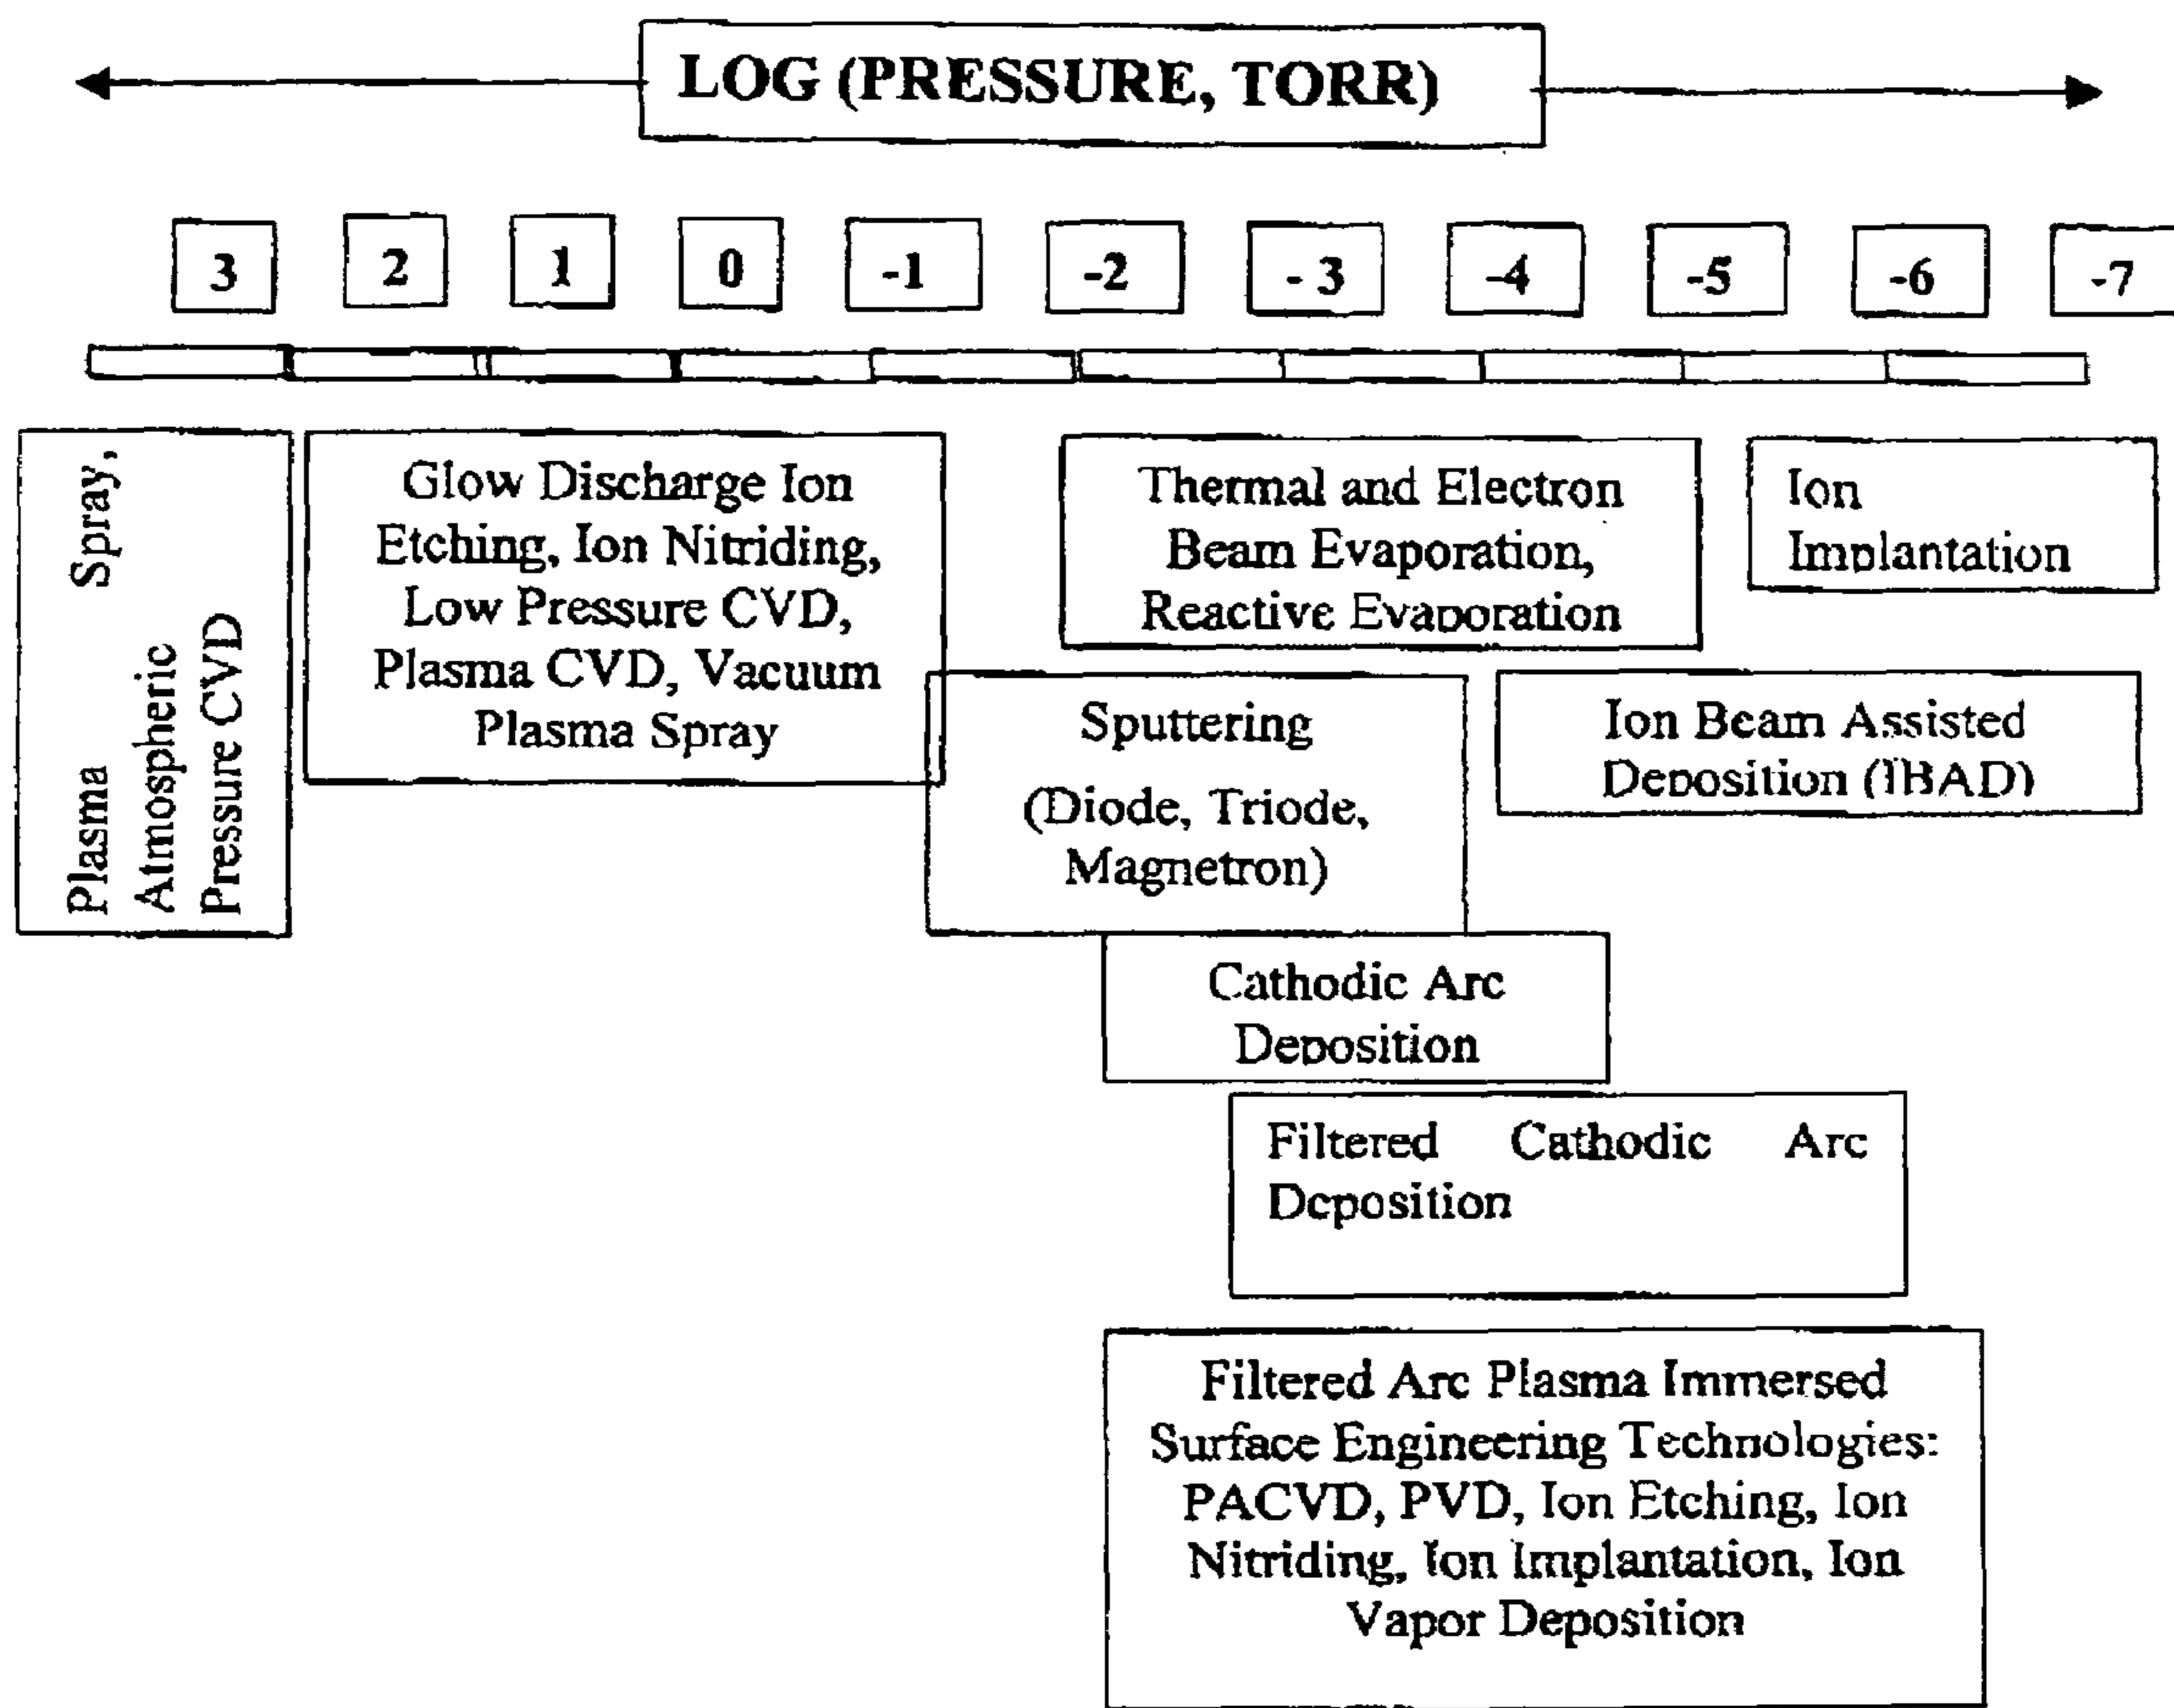 LOG (PRESSURE, TORR)
3
2
1
0
-1
-2
- 3
-4
-5
-6
-7
Plasma Spray,
Atmospheric
Pressure CVD
Glow Discharge Ion
Etching, Ion Nitriding,
Low Pressure CVD,
Plasma CVD, Vacuum
Plasma Spray
Thermal and Electron
Beam Evaporation,
Reactive Evaporation
Ion
Implantation
Sputtering
(Diode, Triode,
Magnetron)
Ion Beam Assisted
Deposition (IBAD)
Cathodic Arc
Deposition
Filtered Cathodic Arc
Deposition
Filtered Arc Plasma Immersed
Surface Engineering Technologies:
PACVD, PVD, Ion Etching, Ion
Nitriding, Ion Implantation, Ion
Vapor Deposition